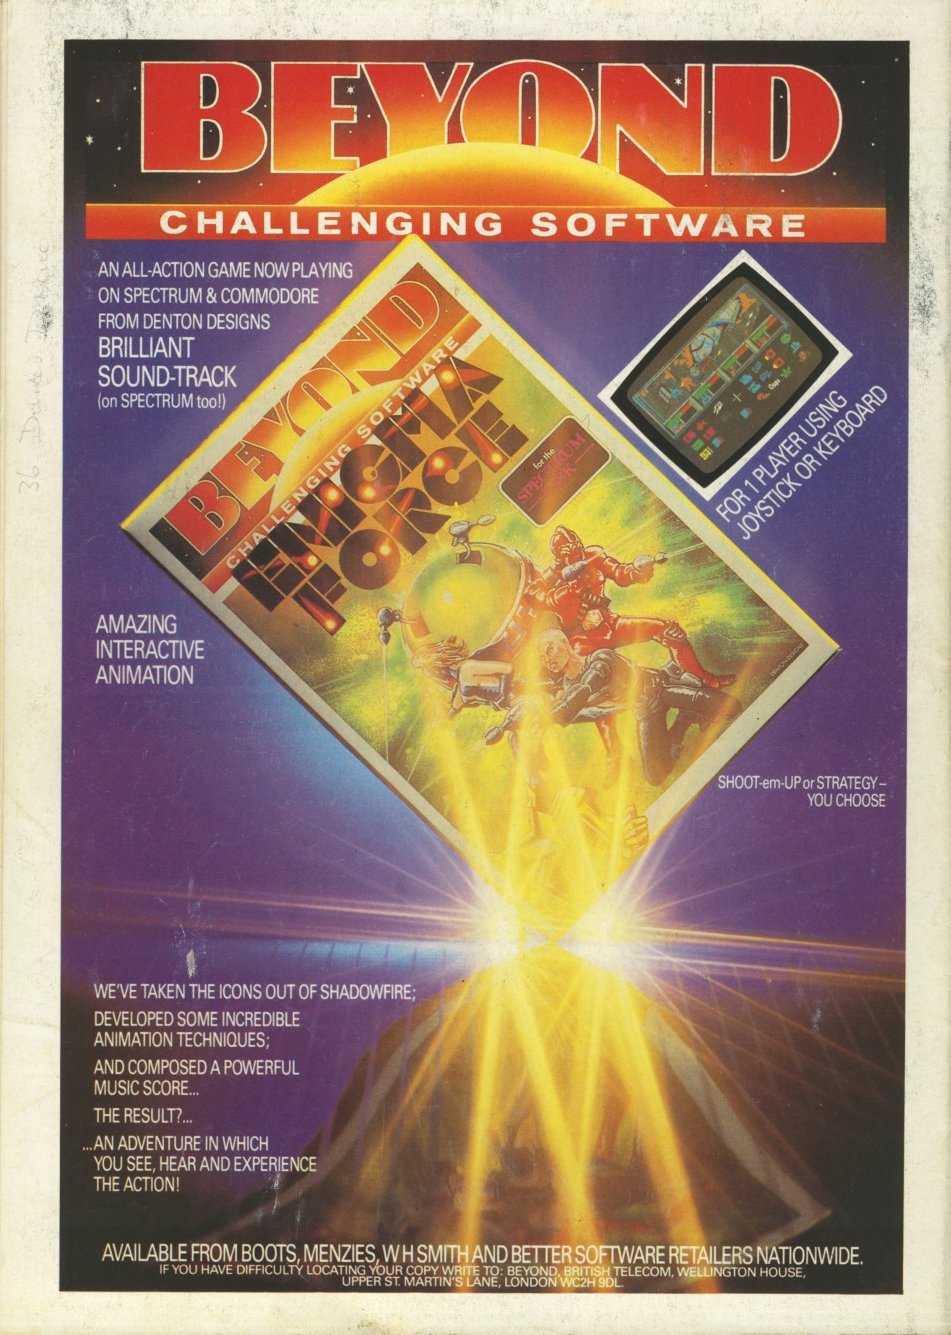 BEYOND
CHALLENGING SOFTWARE
AN ALL-ACTION GAME NOW PLAYING
ON SPECTRUM & COMMODORE
FROM DENTON DESIGNS
BRILLIANT
SOUND-TRACK
(on SPECTRUM too!)
BEYOND
CHALLENGING SOFTWARE
ENIGMA
FORCE
for the
SPECTRUM
48K
DENTON DESIGNS
FOR 1 PLAYER USING
JOYSTICK OR KEYBOARD
36
AMAZING
INTERACTIVE
ANIMATION
SHOOT-em-UP or STRATEGY –
YOU CHOOSE
WE'VE TAKEN THE ICONS OUT OF SHADOWFIRE;
DEVELOPED SOME INCREDIBLE
ANIMATION TECHNIQUES;
AND COMPOSED A POWERFUL
MUSIC SCORE...
THE RESULT?...
...AN ADVENTURE IN WHICH
YOU SEE, HEAR AND EXPERIENCE
THE ACTION!
AVAILABLE FROM BOOTS, MENZIES, W H SMITH AND BETTER SOFTWARE RETAILERS NATIONWIDE.
IF YOU HAVE DIFFICULTY LOCATING YOUR COPY WRITE TO: BEYOND, BRITISH TELECOM, WELLINGTON HOUSE,
UPPER ST. MARTIN'S LANE, LONDON WC2H 9DL.